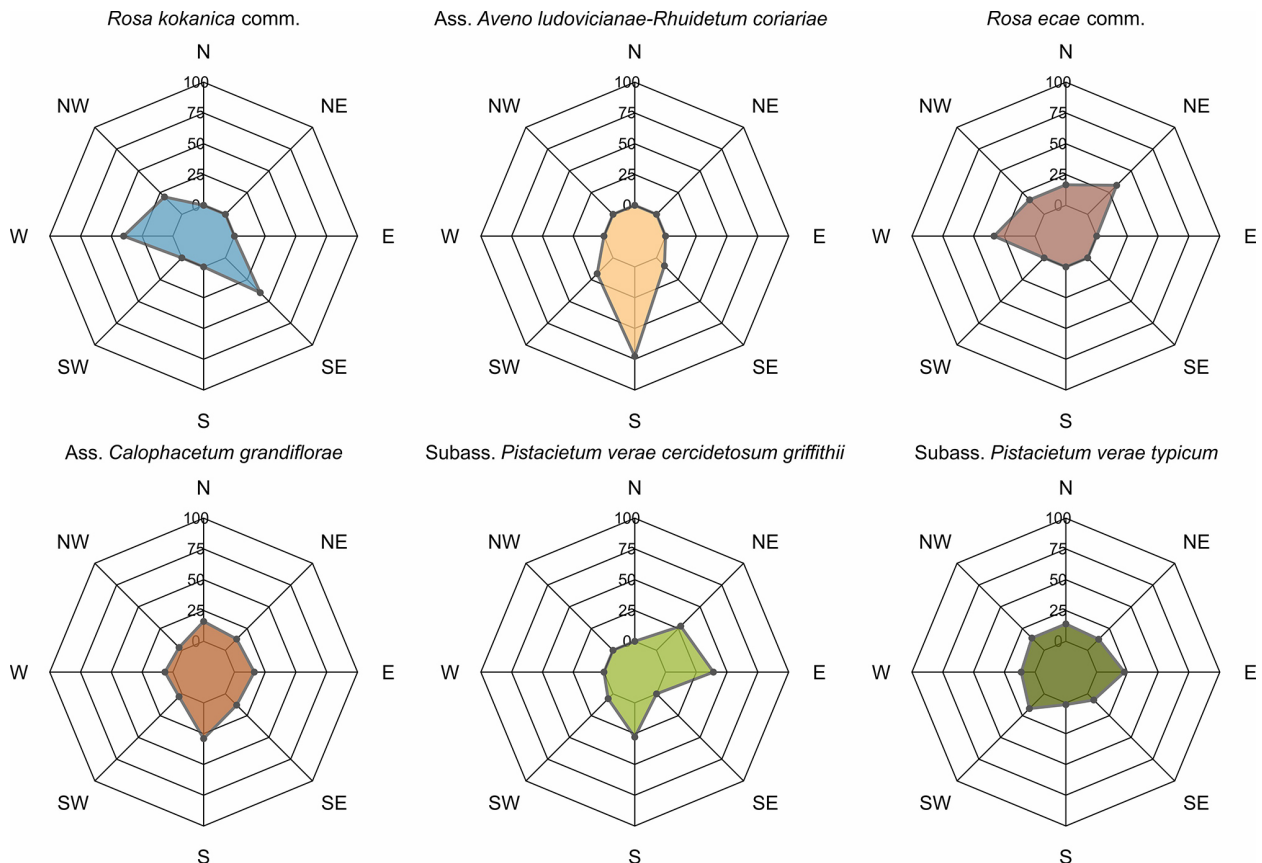 Rosa kokanica comm.
Ass. Aveno ludovicianae-Rhuidetum coriariae
Rosa ecae comm.
N
N
N
100
100
100
NW
NE
NW
NE
NW
NE
75
75
75
50
50
50
25
25
25
0
0
0
W
E
W
E
W
E
SW
SE
SW
SE
SW
SE
S
S
S
Ass. Calophacetum grandiflorae
Subass. Pistacietum verae cercidetosum griffithii
Subass. Pistacietum verae typicum
N
N
N
100
100
100
NW
NE
NW
NE
NW
NE
75
75
75
50
50
50
25
25
25
0
0
0
W
E
W
E
W
E
SW
SE
SW
SE
SW
SE
S
S
S